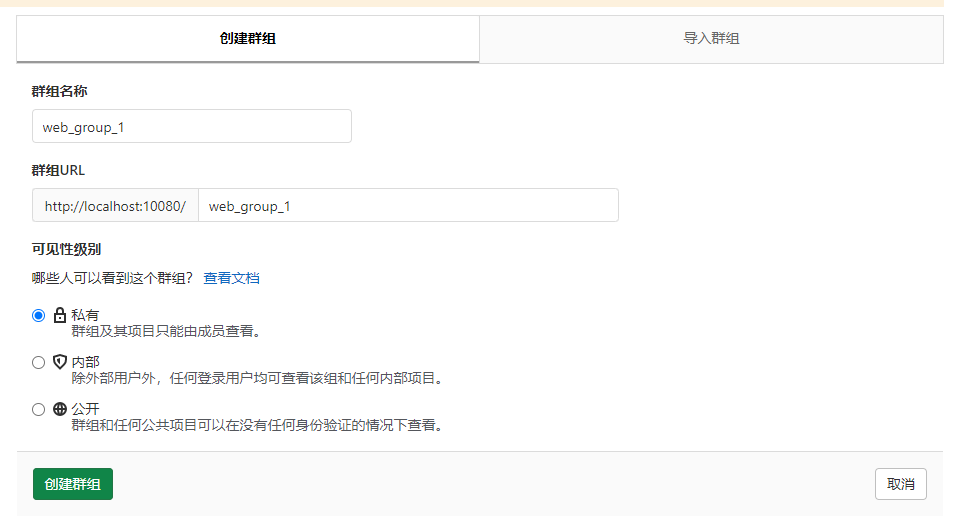 创建群组
导入群组
群组名称
web_group_1
群组URL
http://localhost:10080/ web_group_1
可见性级别
哪些人可以看到这个群组? 查看文档
私有
群组及其项目只能由成员查看。
内部
除外部用户外，任何登录用户均可查看该组和任何内部项目。
公开
群组和任何公共项目可以在没有任何身份验证的情况下查看。
创建群组
取消